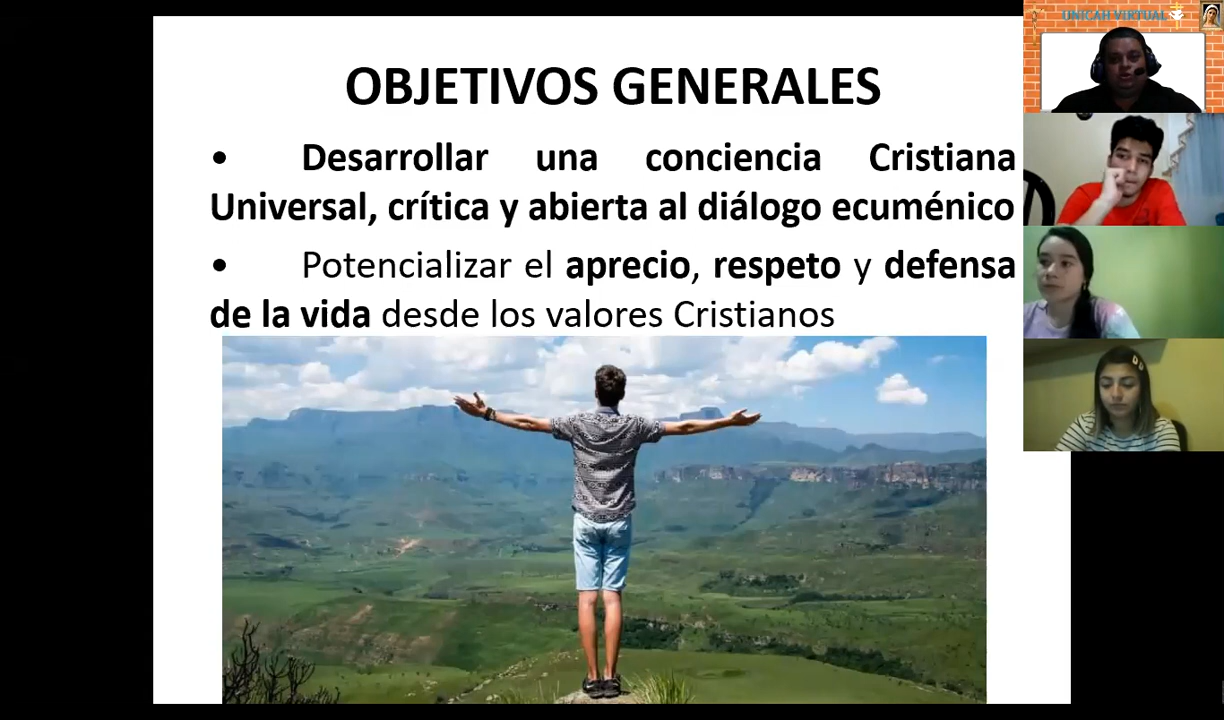 OBJETIVOS GENERALES
• Desarrollar una conciencia Cristiana
Universal, crítica y abierta al diálogo ecuménico
• Potencializar el aprecio, respeto y defensa
de la vida desde los valores Cristianos
UNICAH VIRTUAL